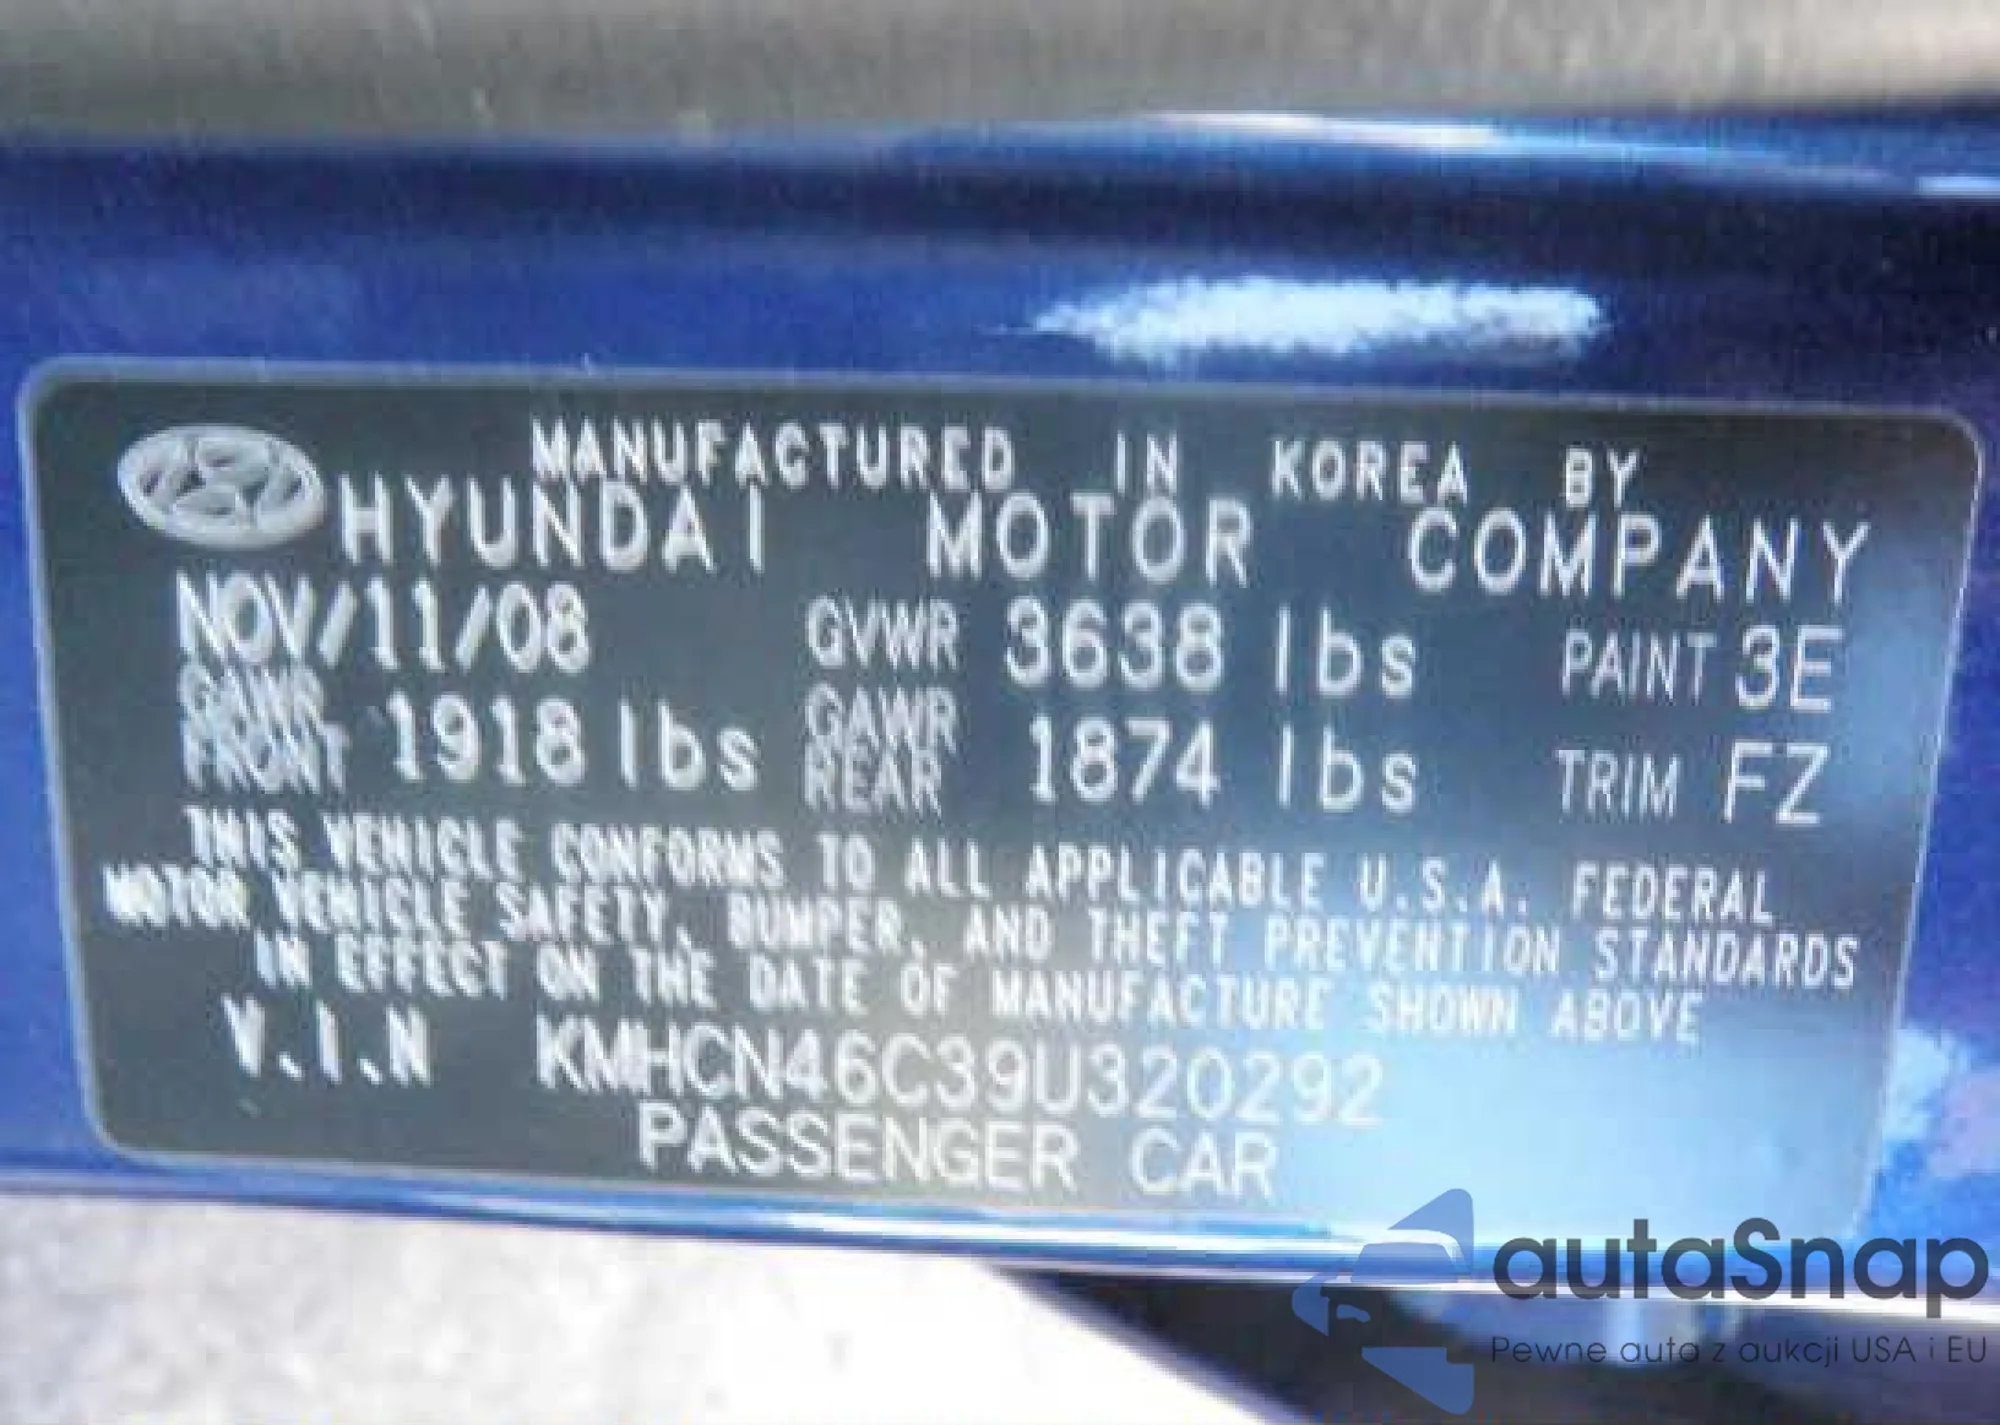 MANUFACTURED IN KOREA BY
HYUNDAI MOTOR COMPANY
NOV/11/08 GVWR 3638 lbs PAINT 3E
GAWR FRONT 1918 lbs GAWR REAR 1874 lbs TRIM FZ
THIS VEHICLE CONFORMS TO ALL APPLICABLE U.S.A. FEDERAL
MOTOR VEHICLE SAFETY, BUMPER, AND THEFT PREVENTION STANDARDS
IN EFFECT ON THE DATE OF MANUFACTURE SHOWN ABOVE
V.I.N KMHCN46C39U320292
PASSENGER CAR
autaSnap
Pewne auta z aukcji USA i EU